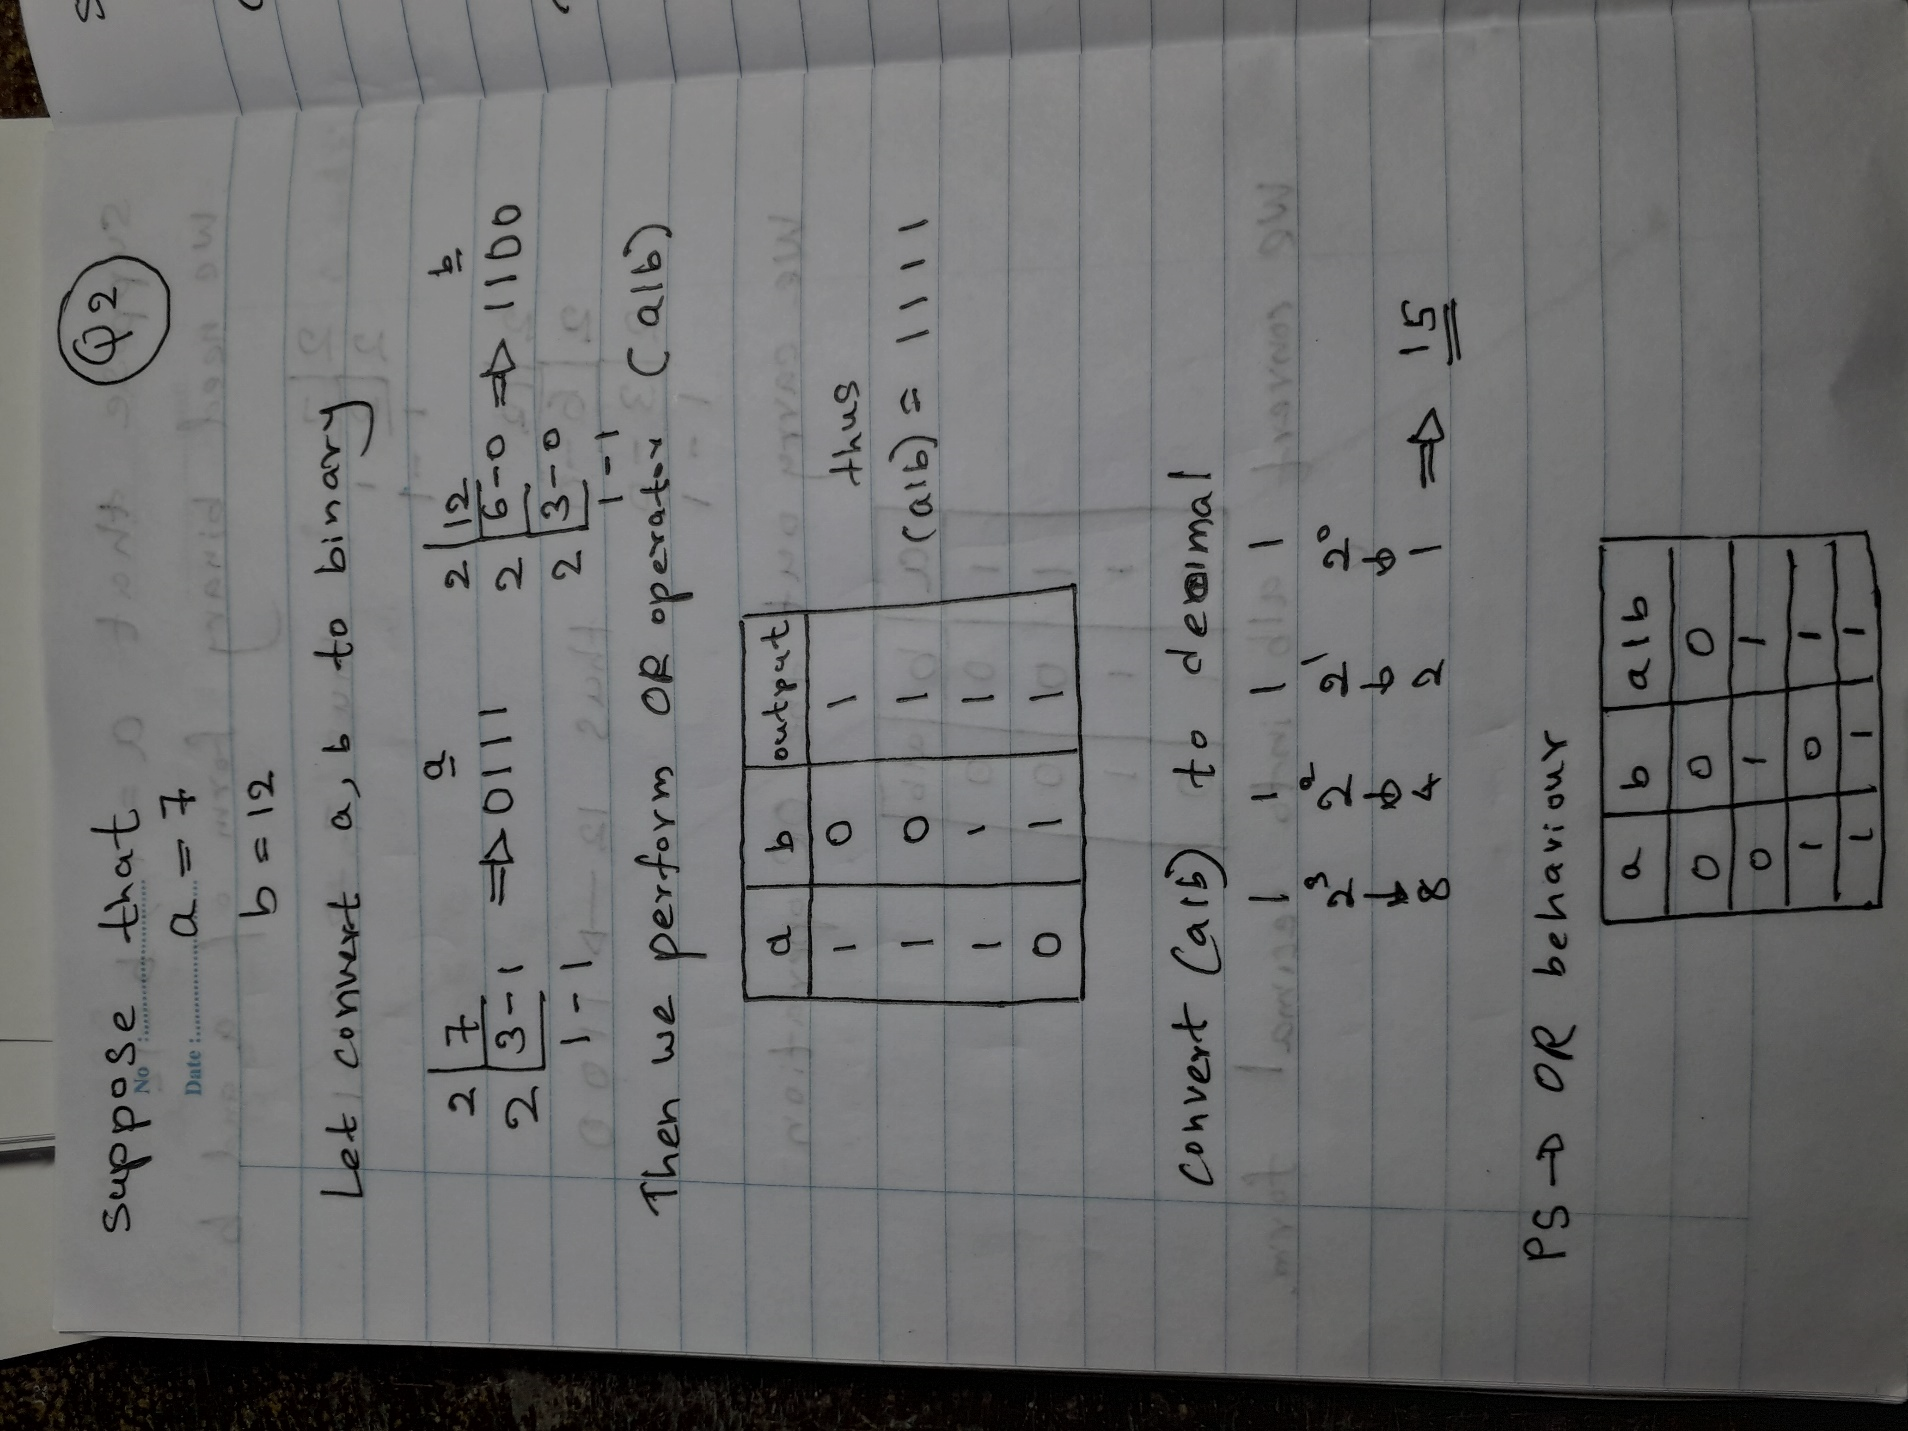 Q2
Suppose that
No
a = 7
Date :
b = 12
Let convert a, b to binary
a b
2 7 2 12
2 3 - 1 ⇒ 0111 2 6 - 0 ⇒ 1100
1 - 1 2 3 - 0
1 - 1
Then we perform OR operator (a|b)
a b output
1 0 1 thus
1 0 1 (a|b) = 1111
1 1 1
0 1 1
Convert (a|b) to decimal
1 1 1 1
2³ 2² 2¹ 2⁰
↓ ↓ ↓ ↓
8 4 2 1 ⇒ 15
PS → OR behaviour
a b a|b
0 0 0
0 1 1
1 0 1
1 1 1